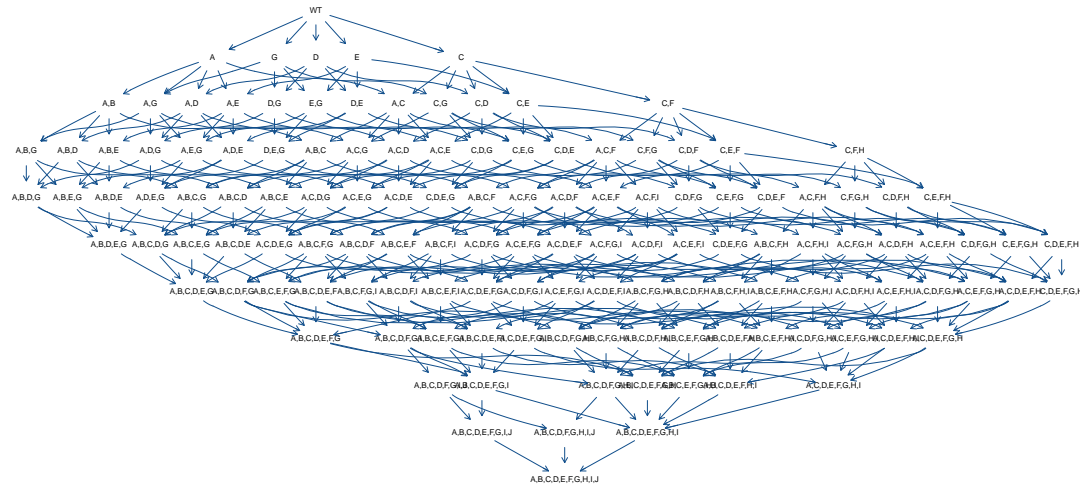 WT
A G D E C
A,B A,G A,D A,E D,G E,G D,E A,C C,G C,D C,E C,F
A,B,G A,B,D A,B,E A,D,G A,E,G A,D,E D,E,G A,B,C A,C,G A,C,D A,C,E C,D,G C,E,G C,D,E A,C,F C,F,G C,D,F C,E,F C,F,H
A,B,D,G A,B,E,G A,B,D,E A,D,E,G A,B,C,G A,B,C,D A,B,C,E A,C,D,G A,C,E,G A,C,D,E C,D,E,G A,B,C,F A,C,F,G A,C,D,F A,C,E,F A,C,F,I C,D,F,G C,E,F,G C,D,E,F A,C,F,H C,F,G,H C,D,F,H C,E,F,H
A,B,D,E,G A,B,C,D,G A,B,C,E,G A,B,C,D,E A,C,D,E,G A,B,C,F,G A,B,C,D,F A,B,C,E,F A,B,C,F,I A,C,D,F,G A,C,E,F,G A,C,D,E,F A,C,F,G,I A,C,D,F,I A,C,E,F,I C,D,E,F,G A,B,C,F,H A,C,F,H,I A,C,F,G,H A,C,D,F,H A,C,E,F,H C,D,F,G,H C,E,F,G,H C,D,E,F,H
A,B,C,D,E,G A,B,C,D,F,G A,B,C,E,F,G A,B,C,D,E,F A,B,C,F,G,I A,B,C,D,F,I A,B,C,E,F,I A,C,D,E,F,G A,C,D,F,G,I A,C,E,F,G,I A,C,D,E,F,I A,B,C,F,G,H A,B,C,D,F,H A,B,C,F,H,I A,B,C,E,F,H A,C,F,G,H,I A,C,D,F,H,I A,C,E,F,H,I A,C,D,F,G,H A,C,E,F,G,H A,C,D,E,F,H C,D,E,F,G,H
A,B,C,D,E,F,G A,B,C,D,F,G,I A,B,C,E,F,G,I A,B,C,D,E,F,I A,C,D,E,F,G,I A,B,C,D,F,G,H A,B,C,F,G,H,I A,B,C,D,F,H,I A,B,C,E,F,G,H A,B,C,D,E,F,H A,B,C,E,F,H,I A,C,D,F,G,H,I A,C,E,F,G,H,I A,C,D,E,F,H,I A,C,D,E,F,G,H
A,B,C,D,F,G,I,J A,B,C,D,E,F,G,I A,B,C,D,F,G,H,I A,B,C,D,E,F,G,H A,B,C,E,F,G,H,I A,B,C,D,E,F,H,I A,C,D,E,F,G,H,I
A,B,C,D,E,F,G,I,J A,B,C,D,F,G,H,I,J A,B,C,D,E,F,G,H,I
A,B,C,D,E,F,G,H,I,J